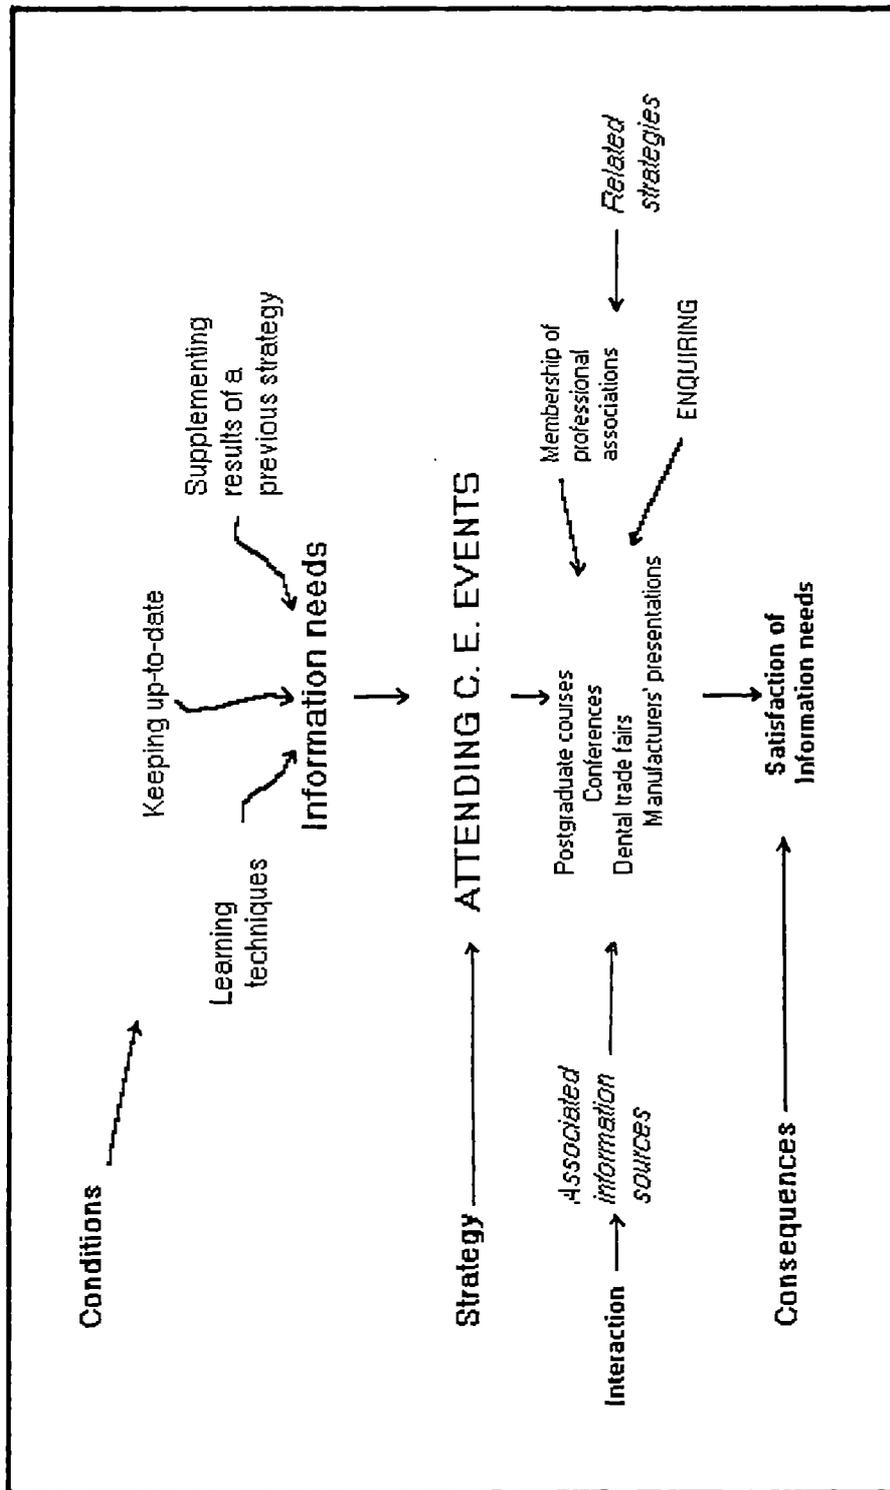 Conditions
Keeping up-to-date
Learning
techniques
Supplementing
results of a
previous strategy
Information needs
Strategy
ATTENDING C. E. EVENTS
Interaction
Associated
information
sources
Postgraduate courses
Conferences
Dental trade fairs
Manufacturers' presentations
Membership of
professional
associations
Related
strategies
ENQUIRING
Consequences
Satisfaction of
Information needs